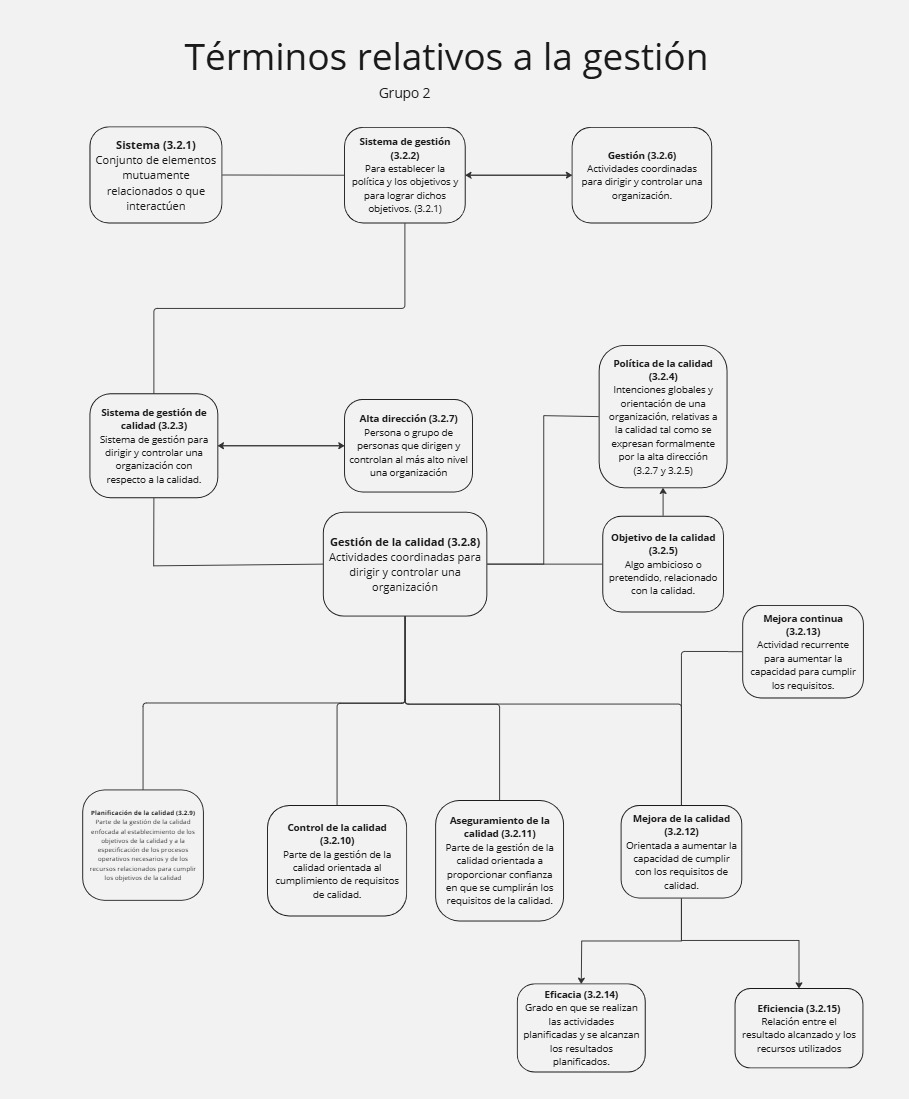 Términos relativos a la gestión
Grupo 2
Sistema (3.2.1)
Conjunto de elementos
mutuamente
relacionados o que
interactúen
Sistema de gestión
(3.2.2)
Para establecer la
política y los objetivos y
para lograr dichos
objetivos. (3.2.1)
Gestión (3.2.6)
Actividades coordinadas
para dirigir y controlar una
organización.
Sistema de gestión de
calidad (3.2.3)
Sistema de gestión para
dirigir y controlar una
organización con
respecto a la calidad.
Alta dirección (3.2.7)
Persona o grupo de
personas que dirigen y
controlan al más alto nivel
una organización
Política de la calidad
(3.2.4)
Intenciones globales y
orientación de una
organización, relativas a
la calidad tal como se
expresan formalmente
por la alta dirección
(3.2.7 y 3.2.5)
Gestión de la calidad (3.2.8)
Actividades coordinadas para
dirigir y controlar una
organización
Objetivo de la calidad
(3.2.5)
Algo ambicioso o
pretendido, relacionado
con la calidad.
Mejora continua
(3.2.13)
Actividad recurrente
para aumentar la
capacidad para cumplir
los requisitos.
Planificación de la calidad (3.2.9)
Parte de la gestión de la calidad
enfocada al establecimiento de los
objetivos de la calidad y a la
especificación de los procesos
operativos necesarios y de los
recursos relacionados para cumplir
los objetivos de la calidad
Control de la calidad
(3.2.10)
Parte de la gestión de la
calidad orientada al
cumplimiento de requisitos
de calidad.
Aseguramiento de la
calidad (3.2.11)
Parte de la gestión de la
calidad orientada a
proporcionar confianza
en que se cumplirán los
requisitos de la calidad.
Mejora de la calidad
(3.2.12)
Orientada a aumentar la
capacidad de cumplir
con los requisitos de
calidad.
Eficacia (3.2.14)
Grado en que se realizan
las actividades
planificadas y se alcanzan
los resultados
planificados.
Eficiencia (3.2.15)
Relación entre el
resultado alcanzado y los
recursos utilizados